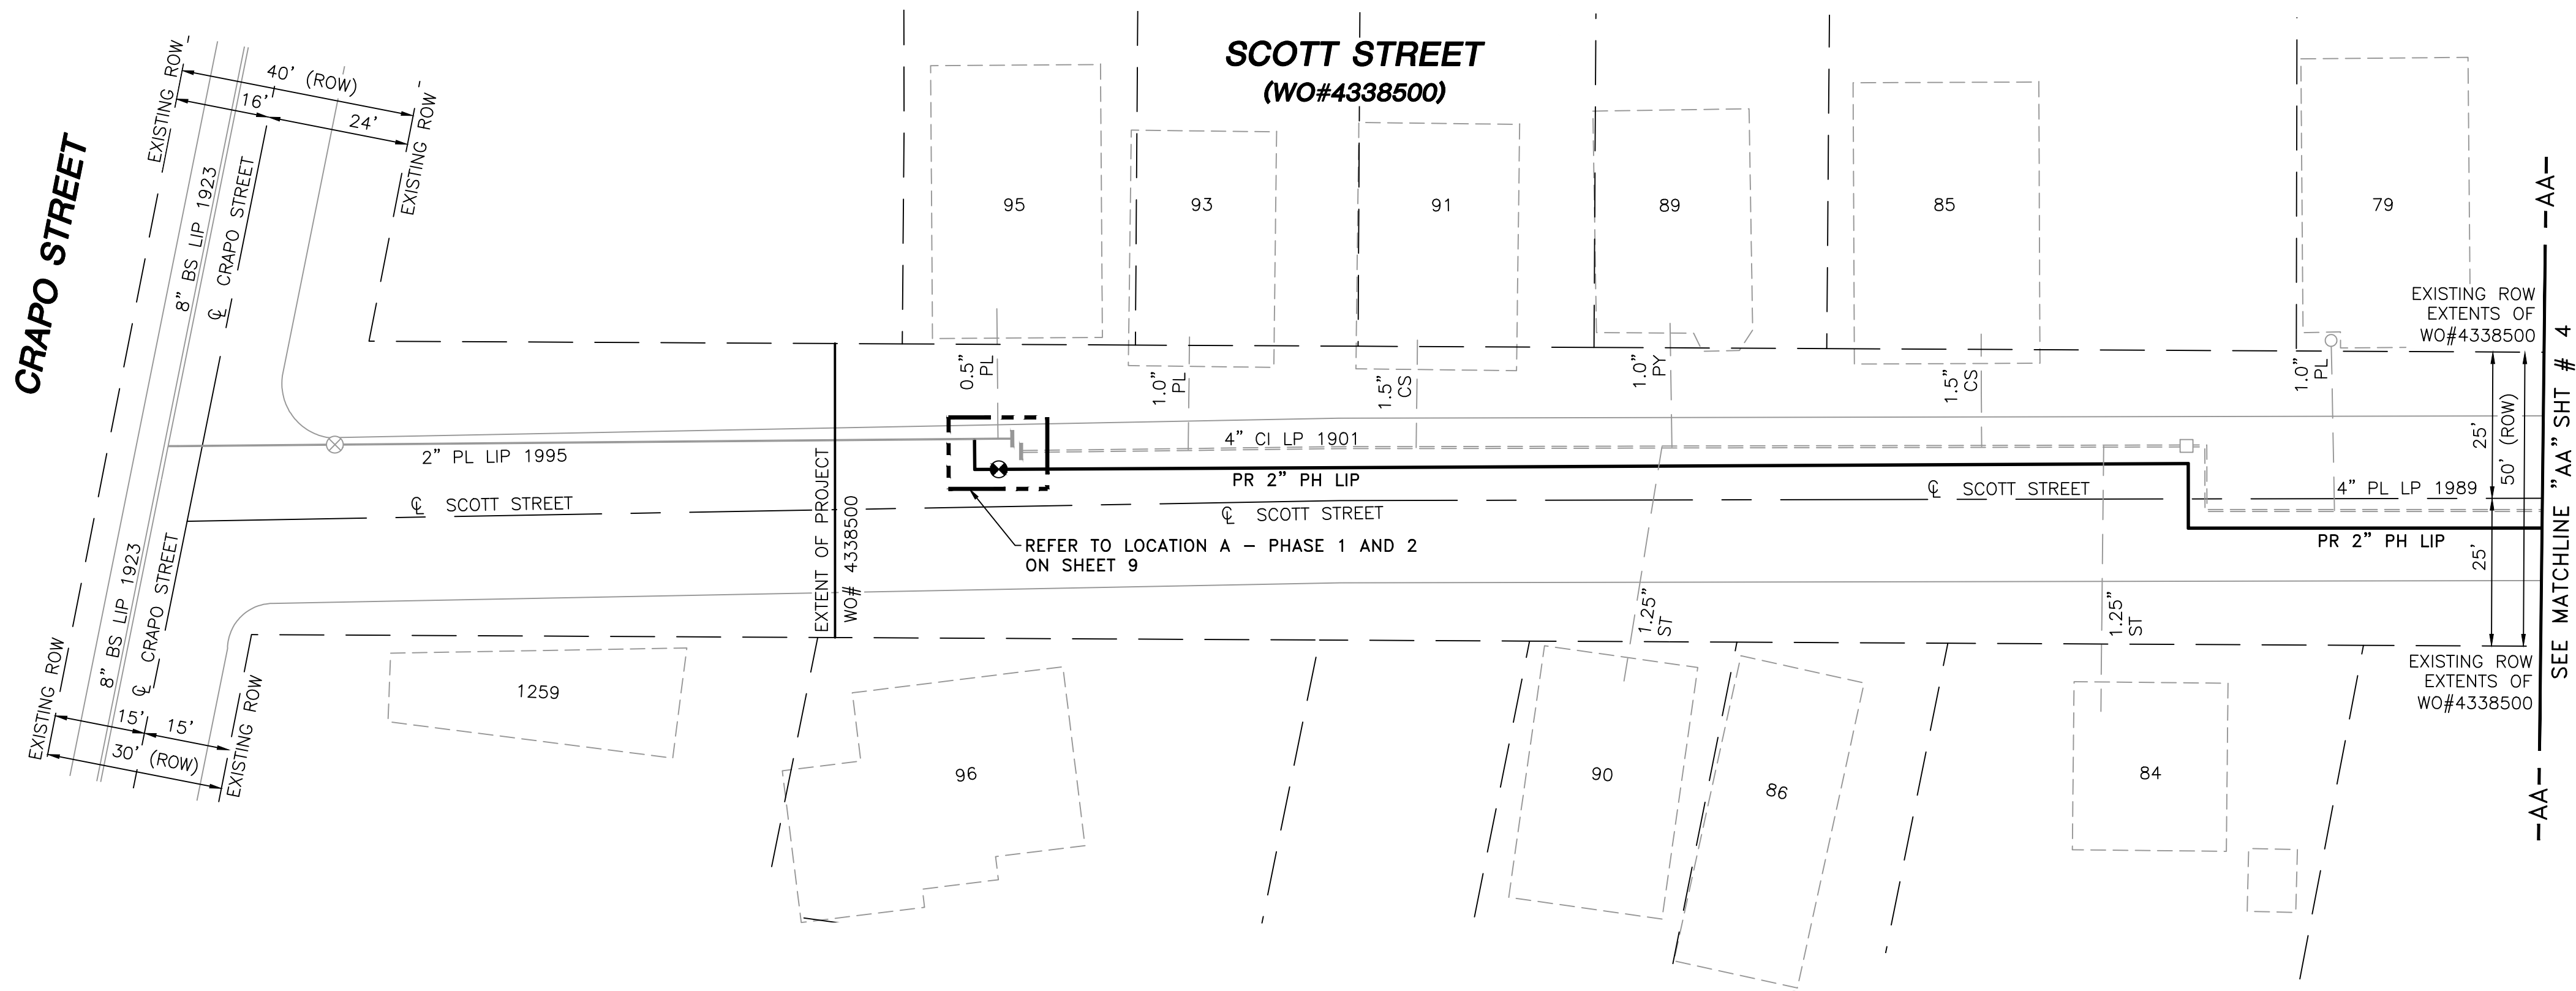 SCOTT STREET
(WO#4338500)
CRAPO STREET
EXISTING ROW
40' (ROW)
16'
24'
EXISTING ROW
8" BS LIP 1923
℄ CRAPO STREET
95
93
91
89
85
79
0.5"
PL
1.0"
PL
1.5"
CS
1.0"
PY
1.5"
CS
1.0"
PL
EXISTING ROW
EXTENTS OF
WO#4338500
-AA-
SEE MATCHLINE "AA" SHT # 4
-AA-
25'
50' (ROW)
25'
2" PL LIP 1995
4" CI LP 1901
PR 2" PH LIP
℄ SCOTT STREET
℄ SCOTT STREET
℄ SCOTT STREET
4" PL LP 1989
PR 2" PH LIP
EXTENT OF PROJECT
WO# 4338500
REFER TO LOCATION A – PHASE 1 AND 2
ON SHEET 9
8" BS LIP 1923
℄ CRAPO STREET
1.25"
ST
1.25"
ST
EXISTING ROW
EXTENTS OF
WO#4338500
EXISTING ROW
15'
15'
30' (ROW)
EXISTING ROW
1259
96
90
86
84